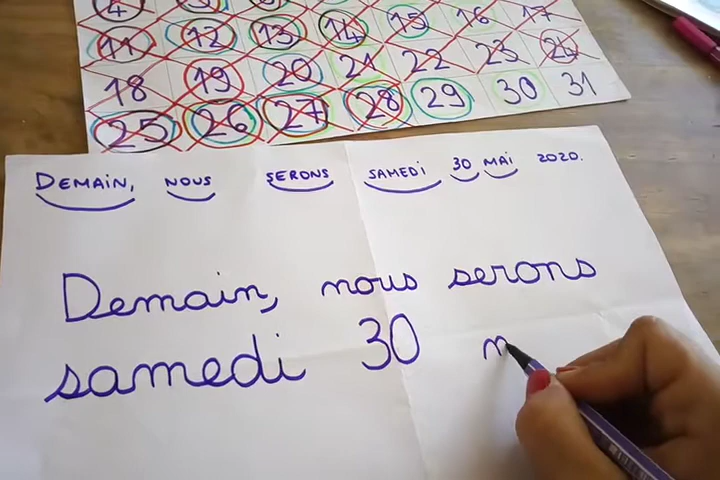 4
11 12 13 14 15 16 17
18 19 20 21 22 23 24
25 26 27 28 29 30 31
DEMAIN, NOUS SERONS SAMEDI 30 MAI 2020.
Demain, nous serons
samedi 30 m